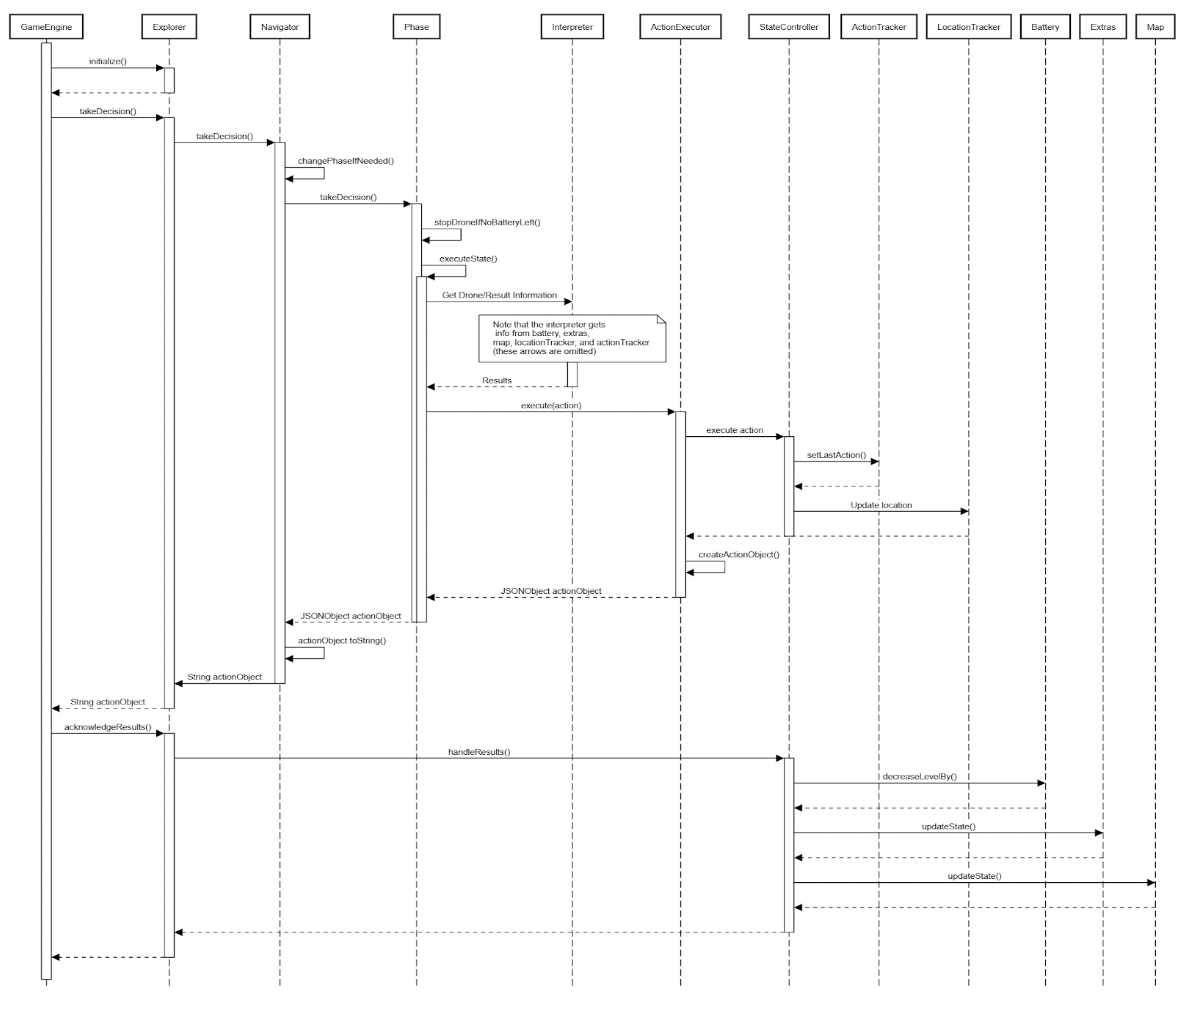 GameEngine
Explorer
Navigator
Phase
Interpreter
ActionExecutor
StateController
ActionTracker
LocationTracker
Battery
Extras
Map
initialize()
takeDecision()
takeDecision()
changePhaseIfNeeded()
takeDecision()
stopDroneIfNoBatteryLeft()
executeState()
Get Drone/Result Information
Note that the interpreter gets
info from battery, extras,
map, locationTracker, and actionTracker
(these arrows are omitted)
Results
execute(action)
execute action
setLastAction()
Update location
createActionObject()
JSONObject actionObject
JSONObject actionObject
actionObject.toString()
String actionObject
String actionObject
acknowledgeResults()
handleResults()
decreaseLevelBy()
updateState()
updateState()